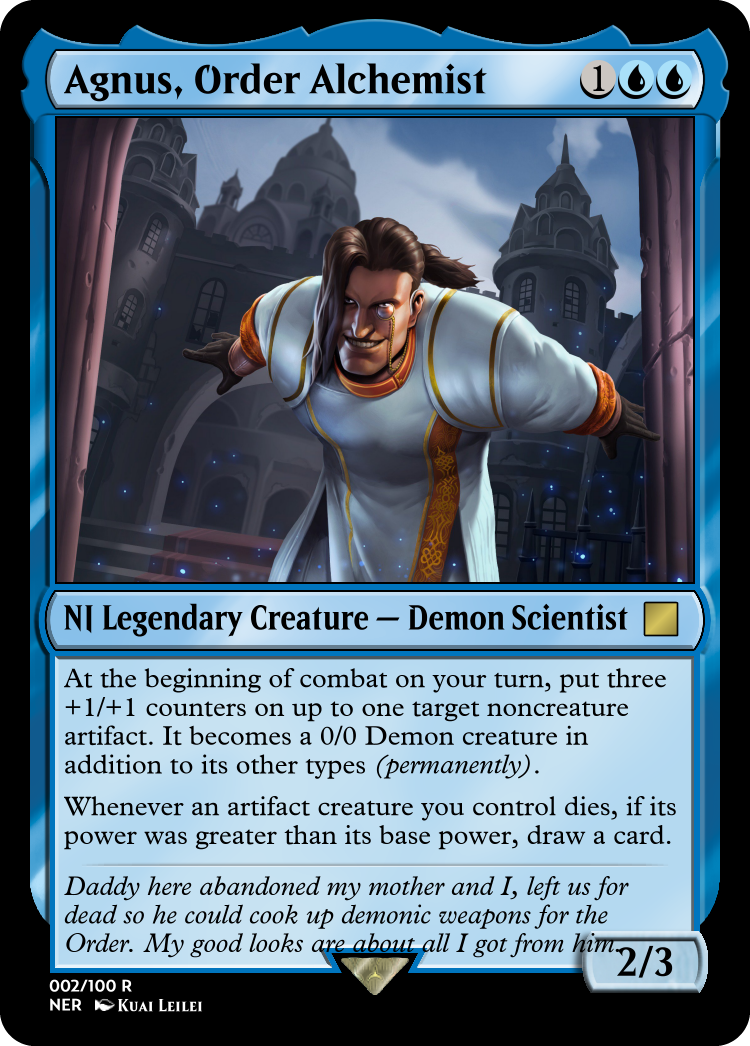 Agnus, Order Alchemist
1
NI Legendary Creature — Demon Scientist
At the beginning of combat on your turn, put three
+1/+1 counters on up to one target noncreature
artifact. It becomes a 0/0 Demon creature in
addition to its other types (permanently).
Whenever an artifact creature you control dies, if its
power was greater than its base power, draw a card.
Daddy here abandoned my mother and I, left us for
dead so he could cook up demonic weapons for the
Order. My good looks are about all I got from him.
2/3
002/100 R
NER Kuai Leilei